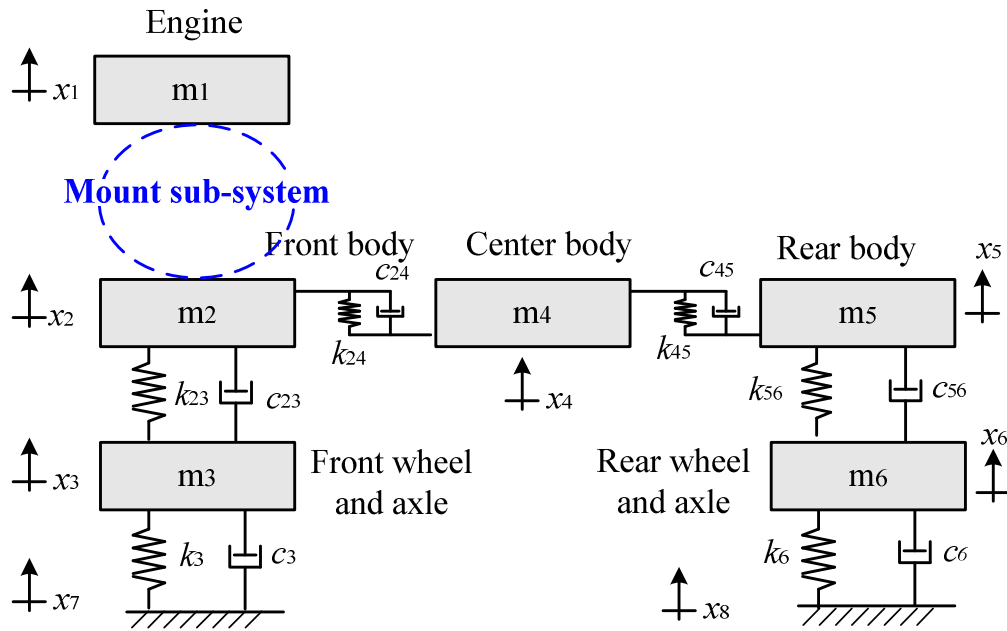 Engine
x1
m1
Mount sub-system
Front body
Center body
Rear body
x2
m2
c24
k24
m4
c45
k45
m5
x5
k23
c23
x4
k56
c56
x3
m3
Front wheel
and axle
Rear wheel
and axle
m6
x6
x7
k3
c3
x8
k6
c6